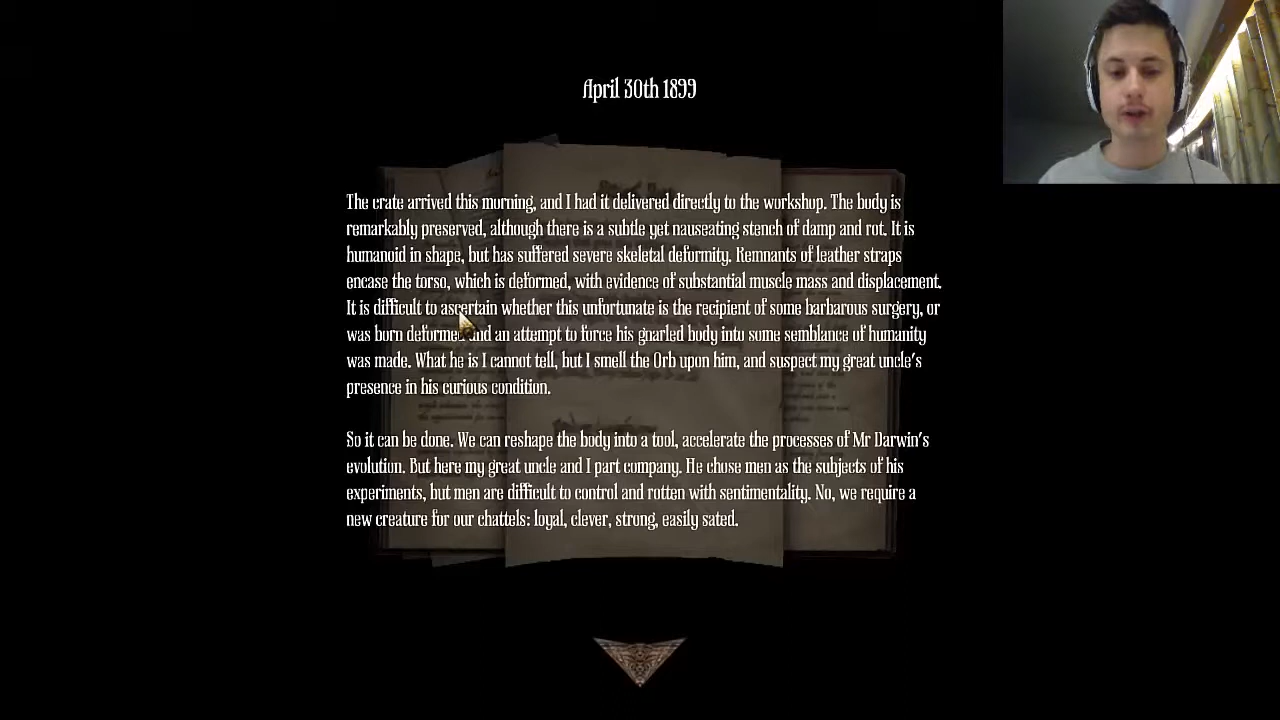 April 30th 1899
The crate arrived this morning, and I had it delivered directly to the workshop. The body is
remarkably preserved, although there is a subtle yet nauseating stench of damp and rot. It is
humanoid in shape, but has suffered severe skeletal deformity. Remnants of leather straps
encase the torso, which is deformed, with evidence of substantial muscle mass and displacement.
It is difficult to ascertain whether this unfortunate is the recipient of some barbarous surgery, or
was born deformed and an attempt to force his gnarled body into some semblance of humanity
was made. What he is I cannot tell, but I smell the Orb upon him, and suspect my great uncle's
presence in his curious condition.
So it can be done. We can reshape the body into a tool, accelerate the processes of Mr Darwin's
evolution. But here my great uncle and I part company. He chose men as the subjects of his
experiments, but men are difficult to control and rotten with sentimentality. No, we require a
new creature for our chattels: loyal, clever, strong, easily sated.